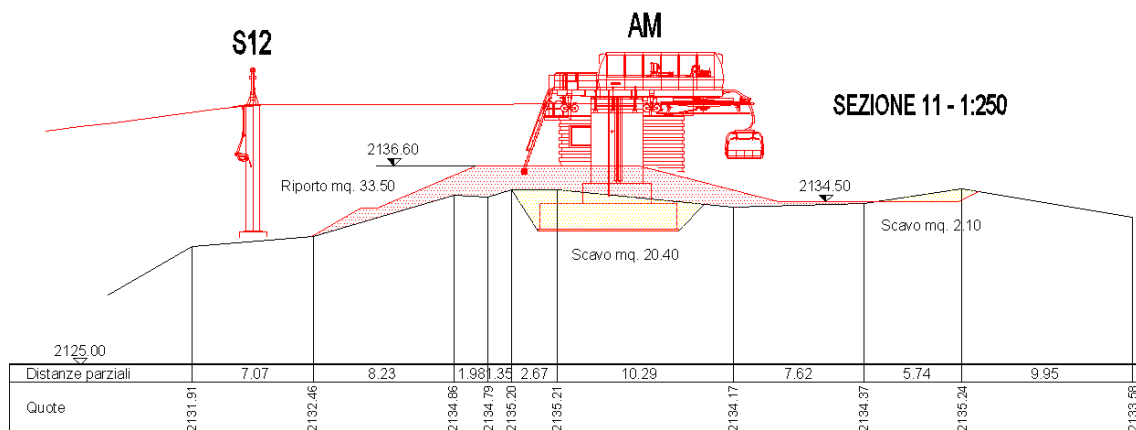 AM
S12
SEZIONE 11 - 1:250
2136.60
Riporto mq. 33.50
2134.50
Scavo mq. 2.10
Scavo mq. 20.40
2125.00
Distanze parziali 7.07 8.23 1.98 1.35 2.67 10.29 7.62 5.74 9.95
Quote 2131.91 2132.46 2134.86 2134.79 2135.20 2135.21 2134.17 2134.37 2135.24 2133.58